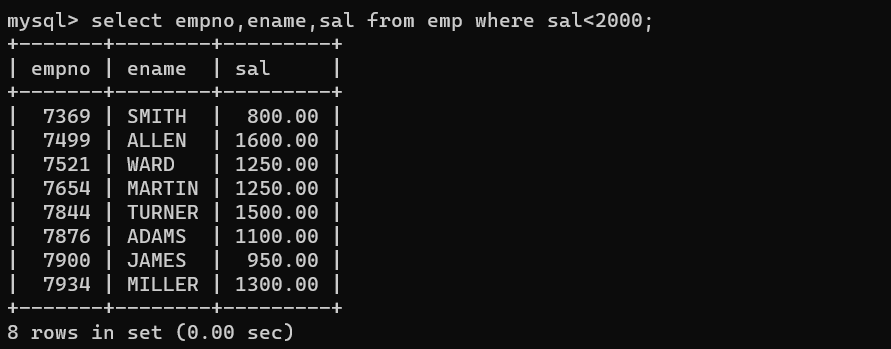 mysql> select empno,ename,sal from emp where sal<2000;
+-------+--------+---------+
| empno | ename  | sal     |
+-------+--------+---------+
|  7369 | SMITH  |  800.00 |
|  7499 | ALLEN  | 1600.00 |
|  7521 | WARD   | 1250.00 |
|  7654 | MARTIN | 1250.00 |
|  7844 | TURNER | 1500.00 |
|  7876 | ADAMS  | 1100.00 |
|  7900 | JAMES  |  950.00 |
|  7934 | MILLER | 1300.00 |
+-------+--------+---------+
8 rows in set (0.00 sec)